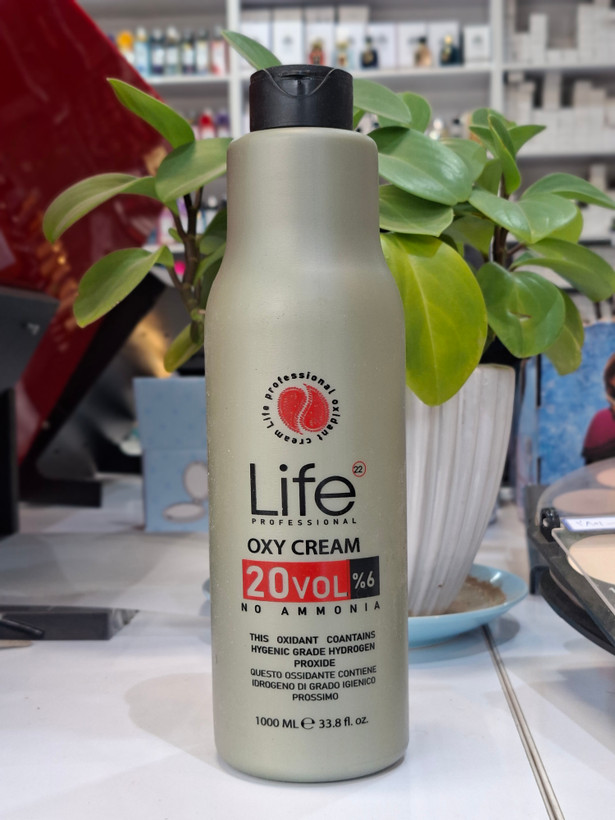 Life professional oxidant cream
Life
22
PROFESSIONAL
OXY CREAM
20VOL %6
NO AMMONIA
THIS OXIDANT COANTAINS
HYGENIC GRADE HYDROGEN
PROXIDE
QUESTO OSSIDANTE CONTIENE
IDROGENO DI GRADO IGIENICO
PROSSIMO
1000 ML ℮ 33.8 fl. oz.